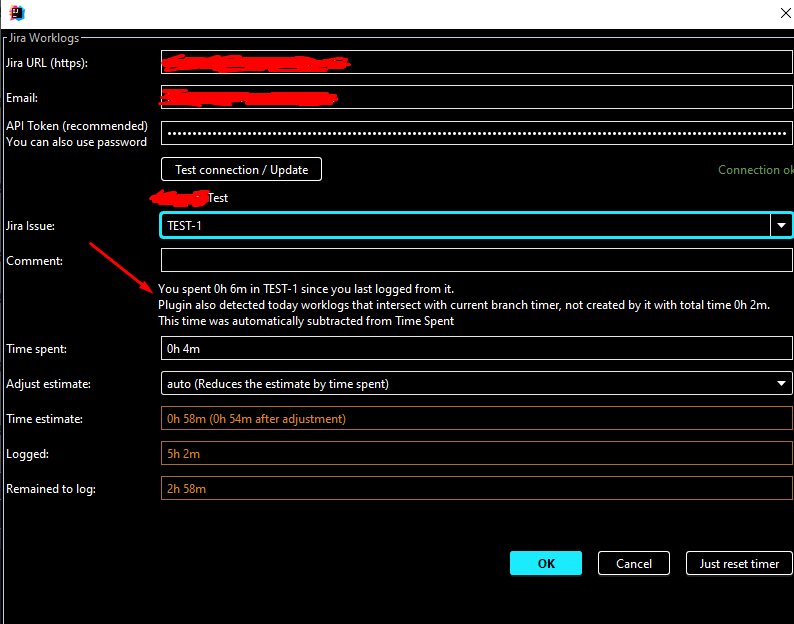 Jira Worklogs
Jira URL (https):
Email:
API Token (recommended)
You can also use password
••••••••••••••••••••••••••••••••••••••••••••••••••••••••••••••••••••••••••••••••••••••••••••••••••••
Test connection / Update
Connection ok
Test
Jira Issue:
TEST-1
Comment:
You spent 0h 6m in TEST-1 since you last logged from it.
Plugin also detected today worklogs that intersect with current branch timer, not created by it with total time 0h 2m.
This time was automatically subtracted from Time Spent
Time spent:
0h 4m
Adjust estimate:
auto (Reduces the estimate by time spent)
Time estimate:
0h 58m (0h 54m after adjustment)
Logged:
5h 2m
Remained to log:
2h 58m
OK
Cancel
Just reset timer